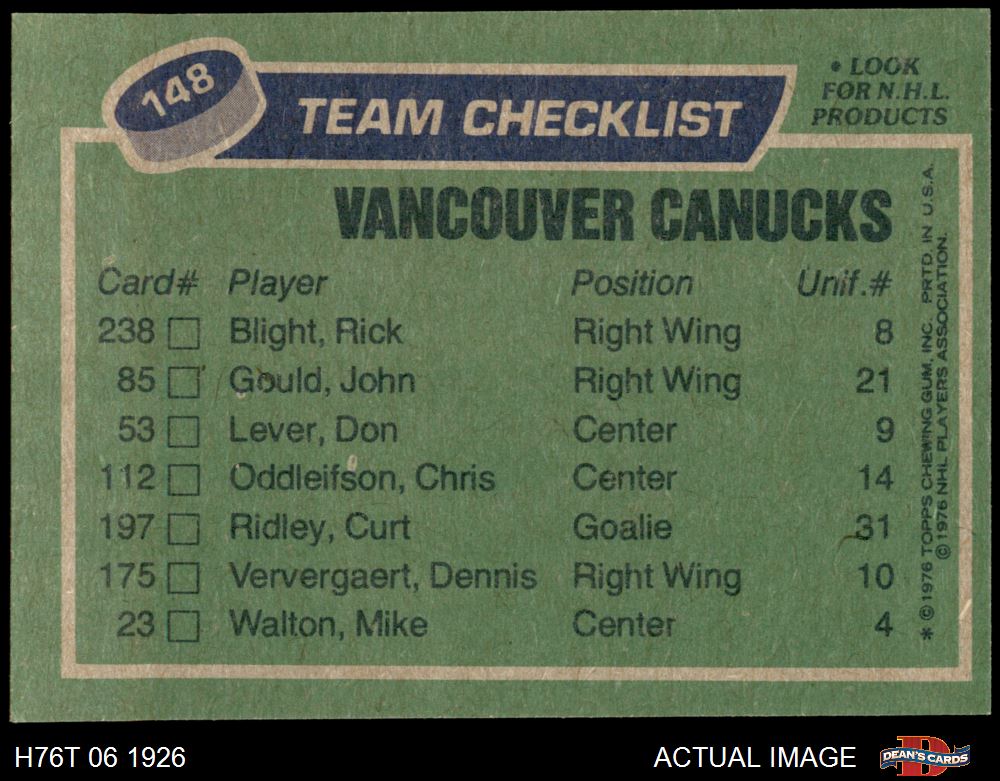 148
TEAM CHECKLIST
• LOOK
FOR N.H.L.
PRODUCTS
VANCOUVER CANUCKS
Card# Player Position Unif.#
238 Blight, Rick Right Wing 8
85 Gould, John Right Wing 21
53 Lever, Don Center 9
112 Oddleifson, Chris Center 14
197 Ridley, Curt Goalie 31
175 Ververgaert, Dennis Right Wing 10
23 Walton, Mike Center 4
* © 1976 TOPPS CHEWING GUM, INC. PRTD. IN U.S.A.
© 1976 NHL PLAYERS ASSOCIATION.
H76T 06 1926
ACTUAL IMAGE
D
DEAN'S CARDS